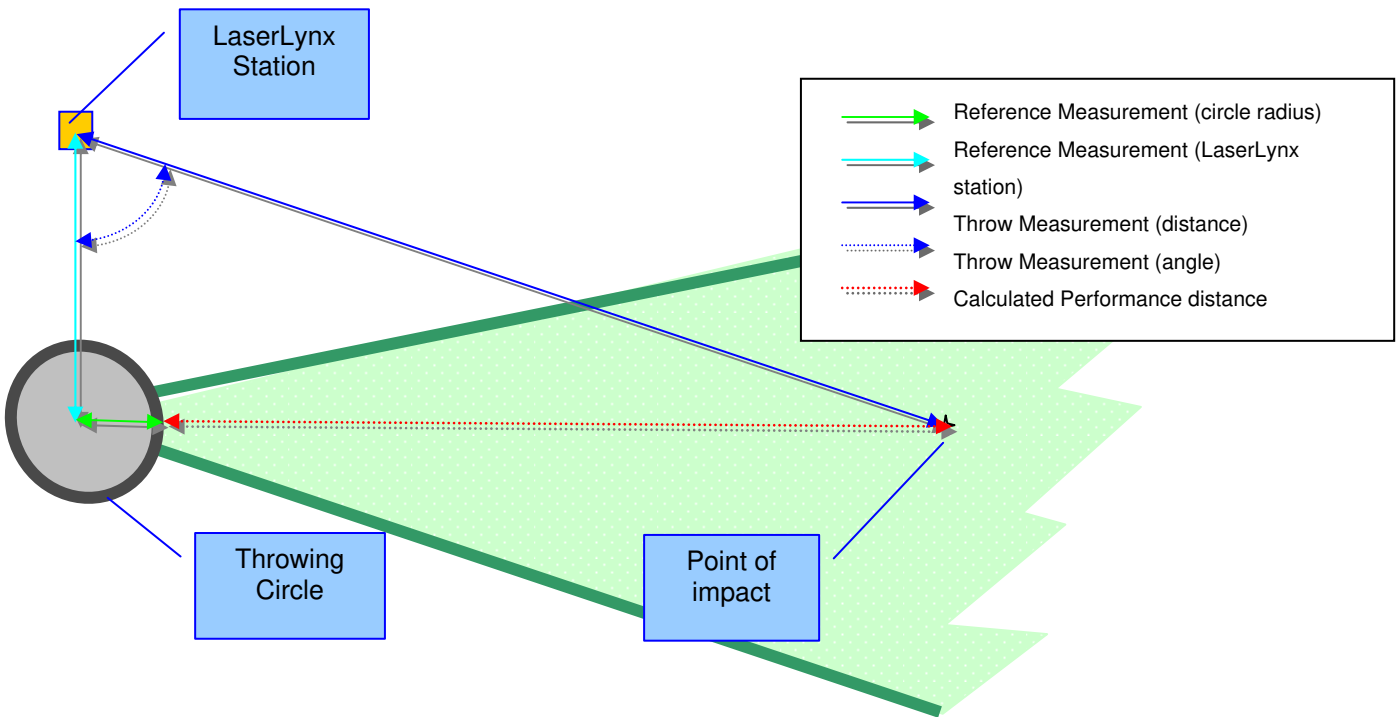 LaserLynx
Station
Reference Measurement (circle radius)
Reference Measurement (LaserLynx
station)
Throw Measurement (distance)
Throw Measurement (angle)
Calculated Performance distance
Throwing
Circle
Point of
impact